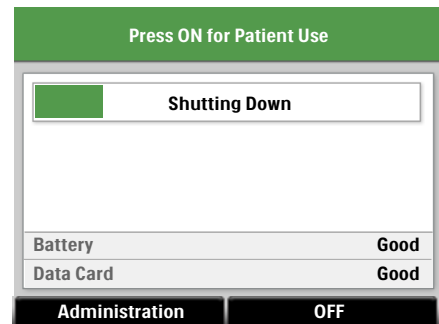 Press ON for Patient Use
Shutting Down
Battery Good
Data Card Good
Administration OFF